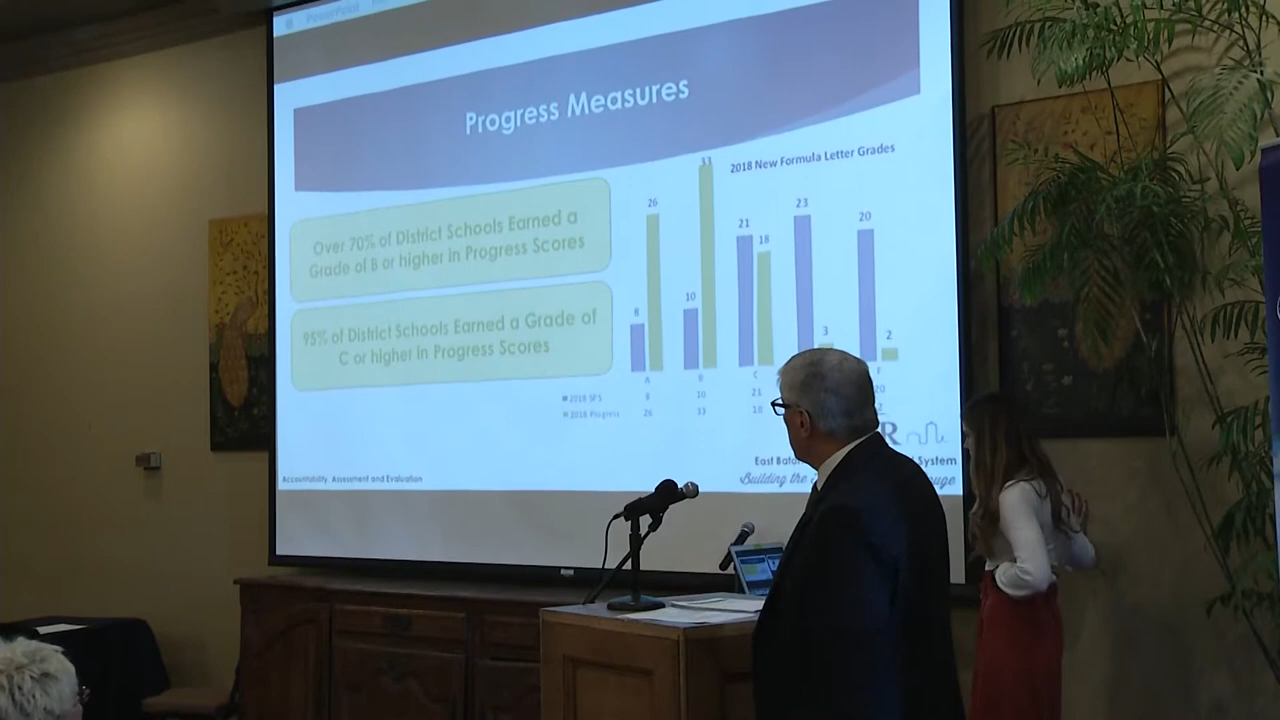 PowerPoint
Progress Measures
2018 New Formula Letter Grades
Over 70% of District Schools Earned a
Grade of B or higher in Progress Scores
95% of District Schools Earned a Grade of
C or higher in Progress Scores
8
26
10
33
21
18
23
3
20
2
A
B
C
F
2018 SPS
8
10
21
20
2018 Progress
26
33
18
2
R
East
System
Building the
Accountability, Assessment and Evaluation